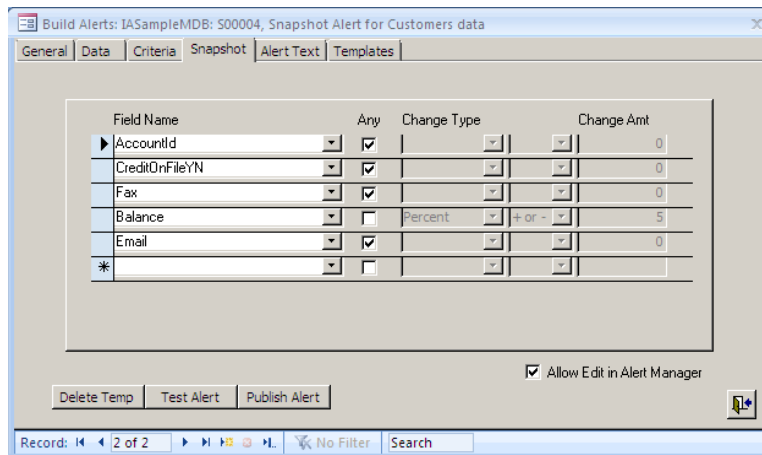 Build Alerts: IASampleMDB: S00004, Snapshot Alert for Customers data
General Data Criteria Snapshot Alert Text Templates
Field Name Any Change Type Change Amt
AccountId 0
CreditOnFileYN 0
Fax 0
Balance Percent + or - 5
Email 0
Allow Edit in Alert Manager
Delete Temp Test Alert Publish Alert
Record: 2 of 2 No Filter Search